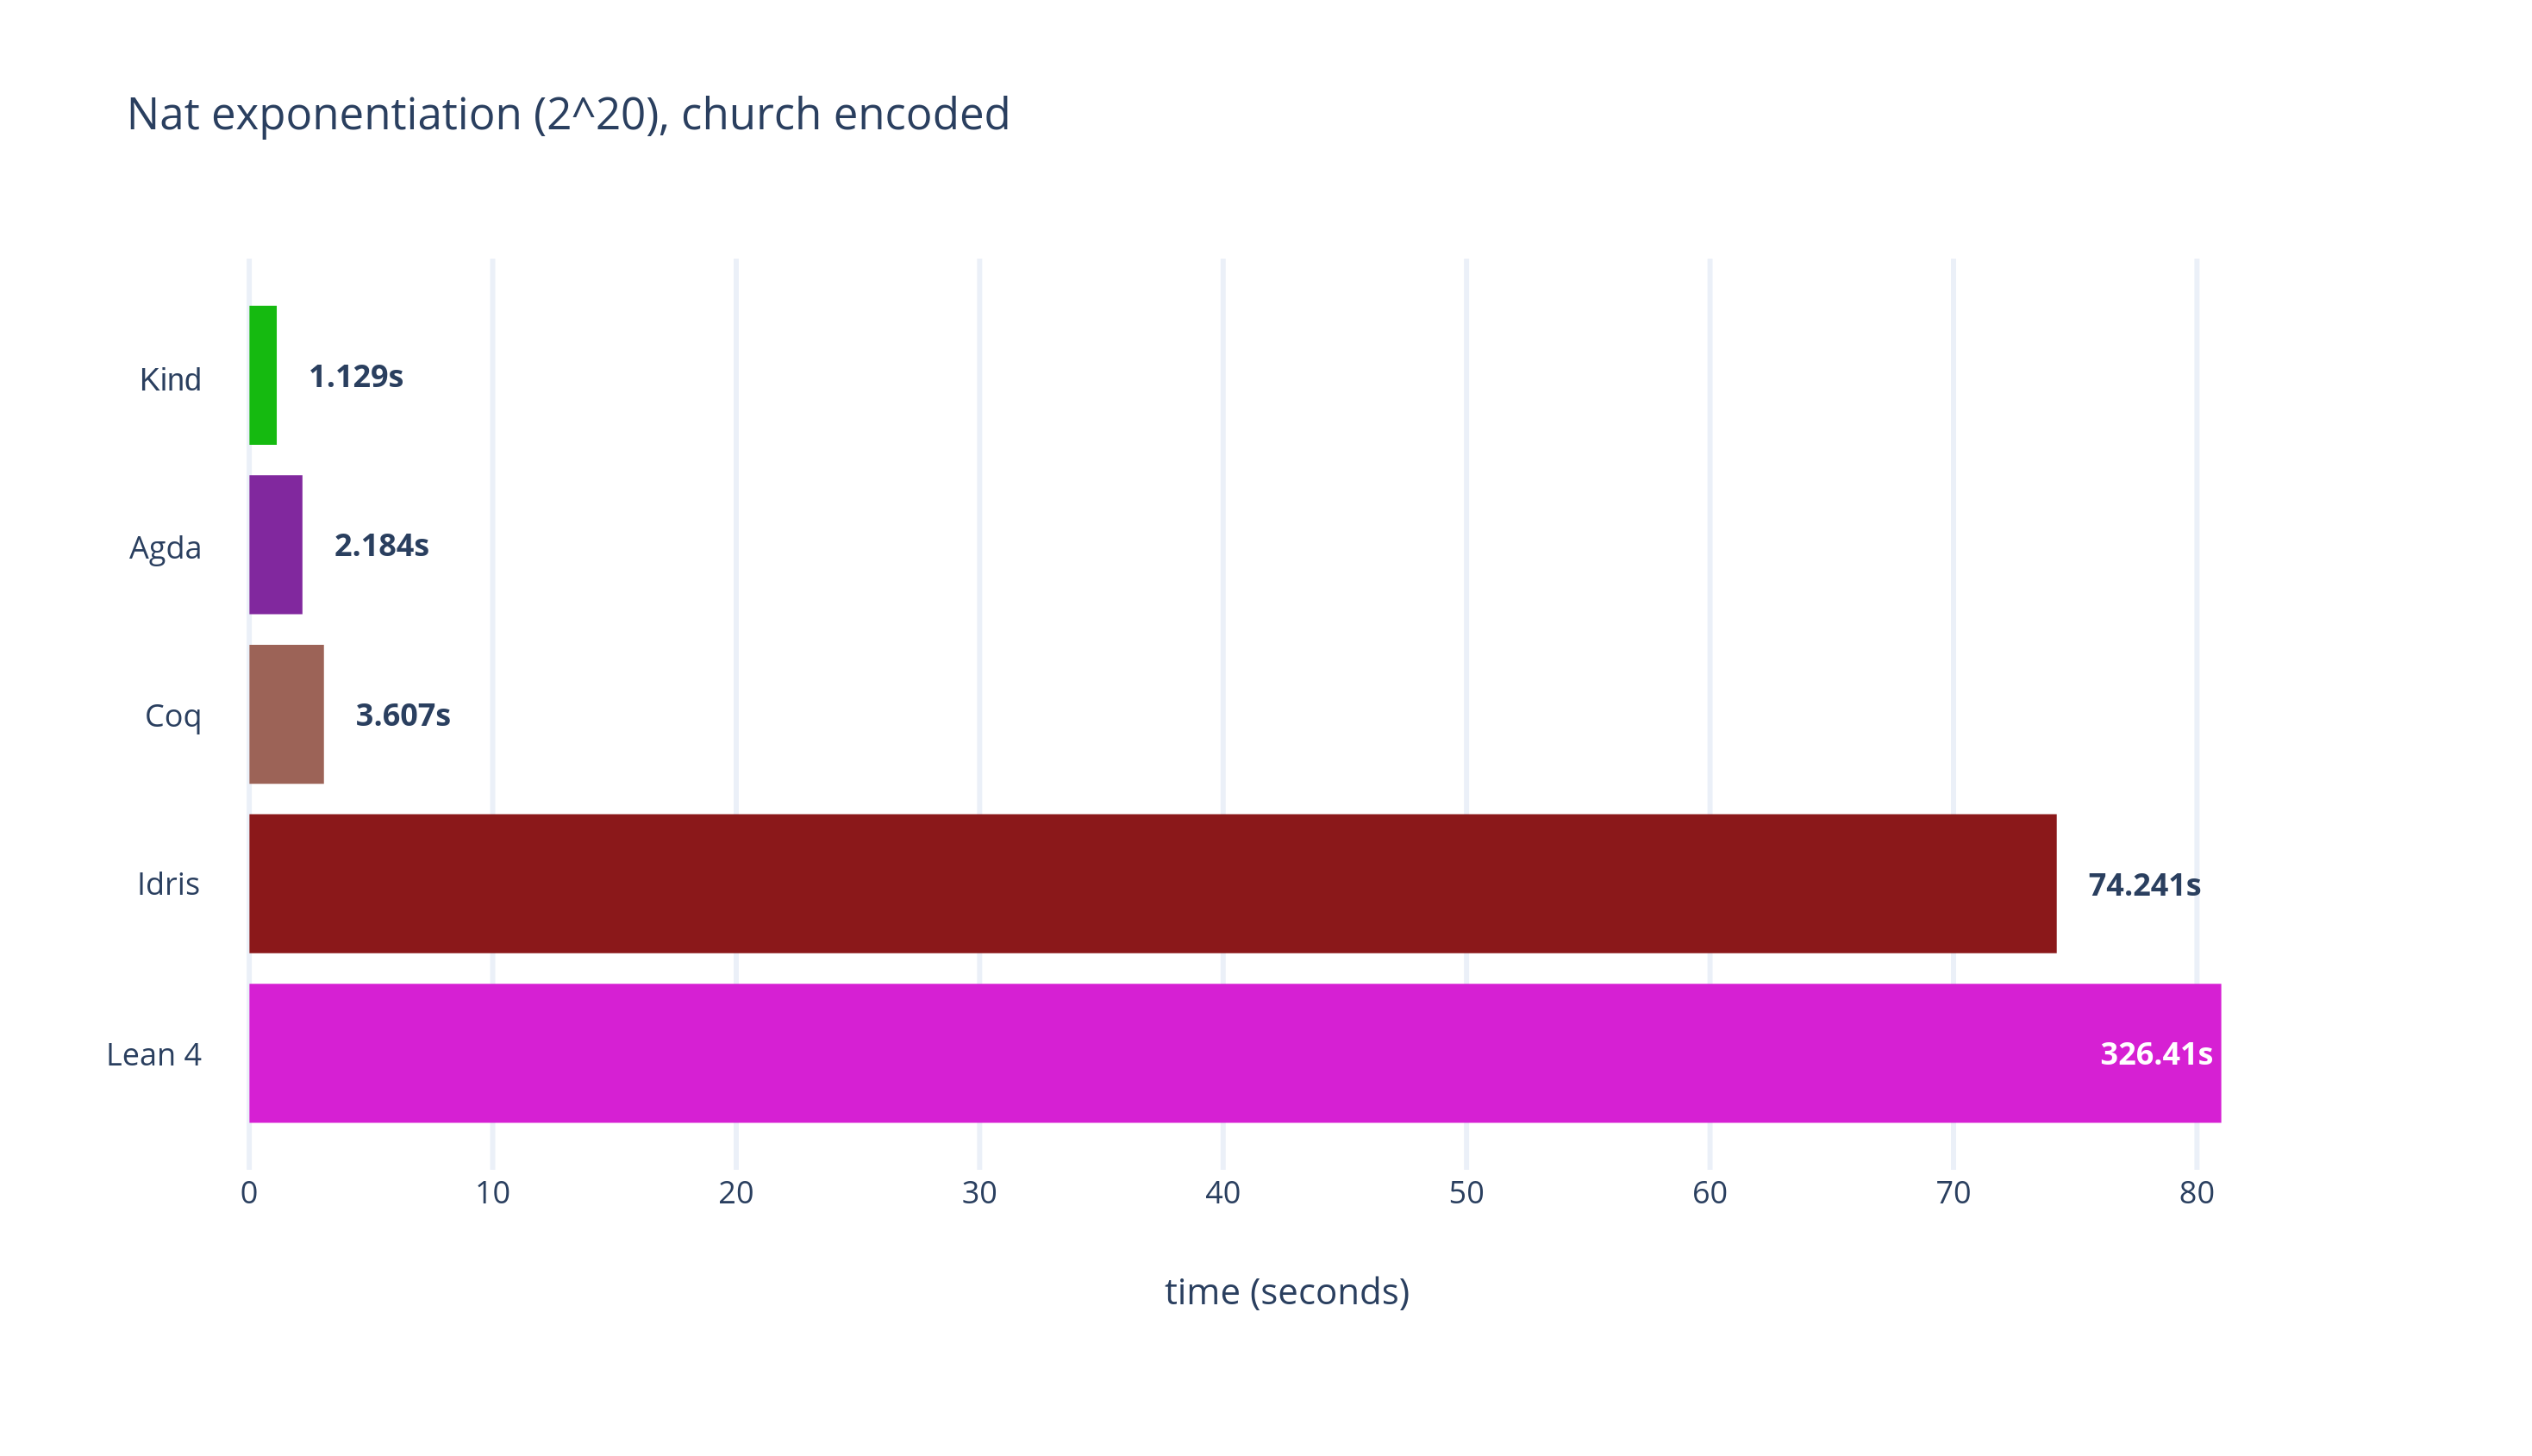 Nat exponentiation (2^20), church encoded
Kind 1.129s
Agda 2.184s
Coq 3.607s
Idris 74.241s
Lean 4 326.41s
0 10 20 30 40 50 60 70 80
time (seconds)